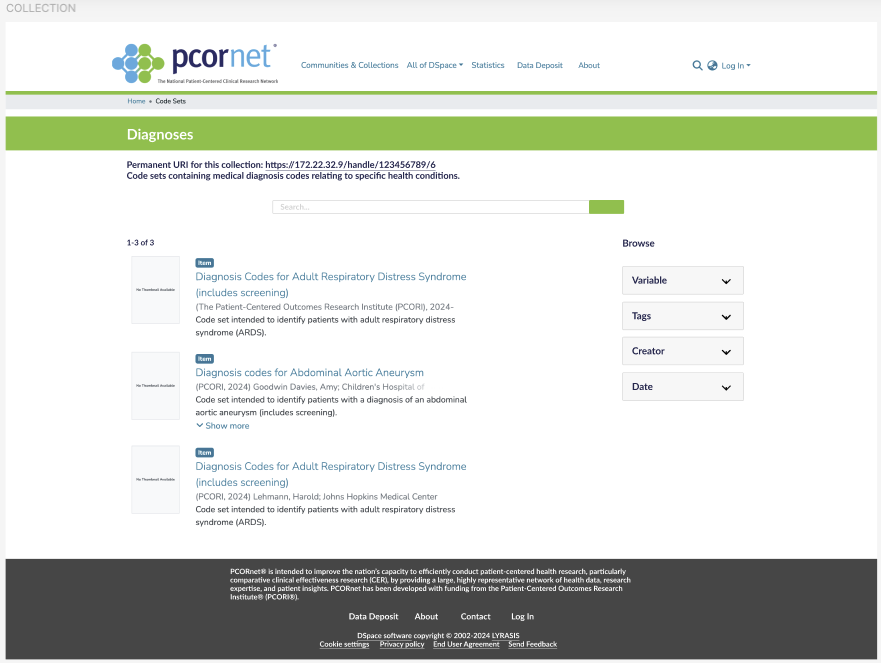 COLLECTION
pcornet
The National Patient-Centered Clinical Research Network
Communities & Collections All of DSpace Statistics Data Deposit About
Log In
Home • Code Sets
Diagnoses
Permanent URI for this collection: https://172.22.32.9/handle/123456789/6
Code sets containing medical diagnosis codes relating to specific health conditions.
Search...
1-3 of 3
Browse
No Thumbnail Available
Item
Diagnosis Codes for Adult Respiratory Distress Syndrome
(includes screening)
(The Patient-Centered Outcomes Research Institute (PCORI), 2024-
Code set intended to identify patients with adult respiratory distress
syndrome (ARDS).
No Thumbnail Available
Item
Diagnosis codes for Abdominal Aortic Aneurysm
(PCORI, 2024) Goodwin Davies, Amy; Children's Hospital of
Code set intended to identify patients with a diagnosis of an abdominal
aortic aneurysm (includes screening).
Show more
No Thumbnail Available
Item
Diagnosis Codes for Adult Respiratory Distress Syndrome
(includes screening)
(PCORI, 2024) Lehmann, Harold; Johns Hopkins Medical Center
Code set intended to identify patients with adult respiratory distress
syndrome (ARDS).
Variable
Tags
Creator
Date
PCORnet® is intended to improve the nation's capacity to efficiently conduct patient-centered health research, particularly
comparative clinical effectiveness research (CER), by providing a large, highly representative network of health data, research
expertise, and patient insights. PCORnet has been developed with funding from the Patient-Centered Outcomes Research
Institute® (PCORI®).
Data Deposit About Contact Log In
DSpace software copyright © 2002-2024 LYRASIS
Cookie settings Privacy policy End User Agreement Send Feedback